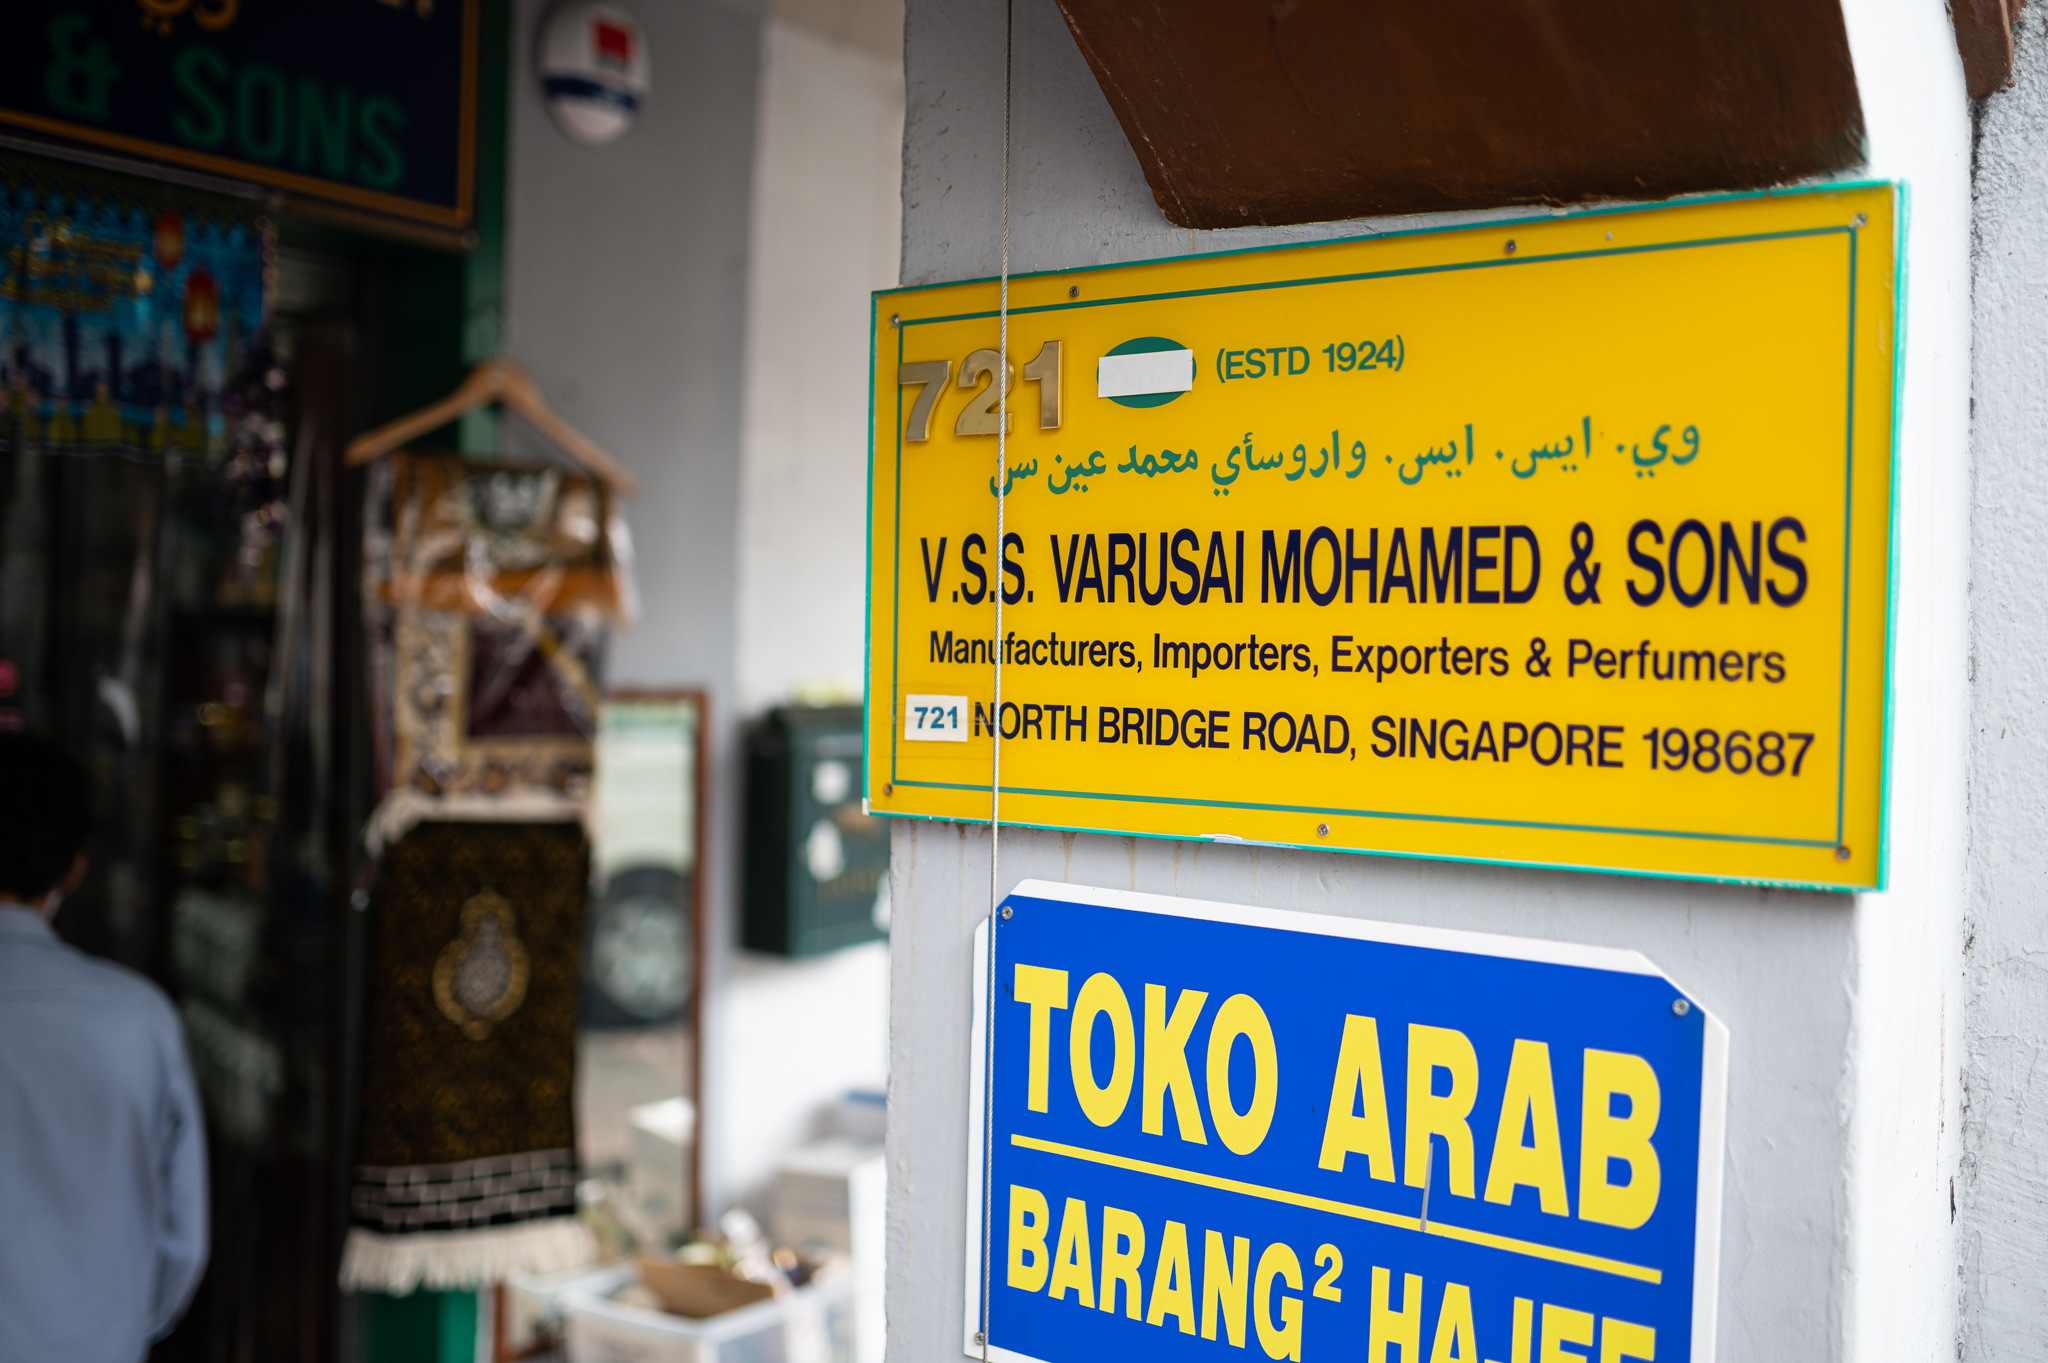 & SONS
721 (ESTD 1924)
وي. ايس. ايس. واروسأي محمد عين سن
V.S.S. VARUSAI MOHAMED & SONS
Manufacturers, Importers, Exporters & Perfumers
721 NORTH BRIDGE ROAD, SINGAPORE 198687
TOKO ARAB
BARANG² HAJEE